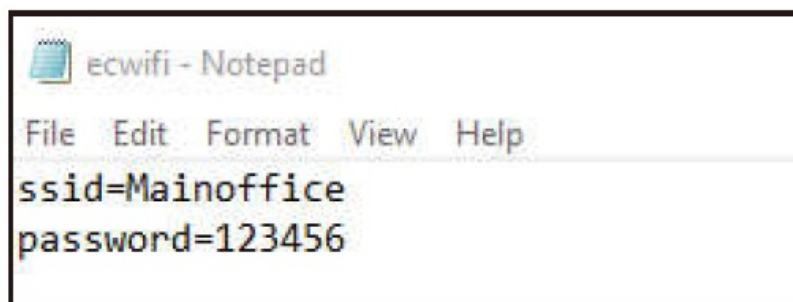 ecwifi - Notepad
File Edit Format View Help
ssid=Mainoffice
password=123456